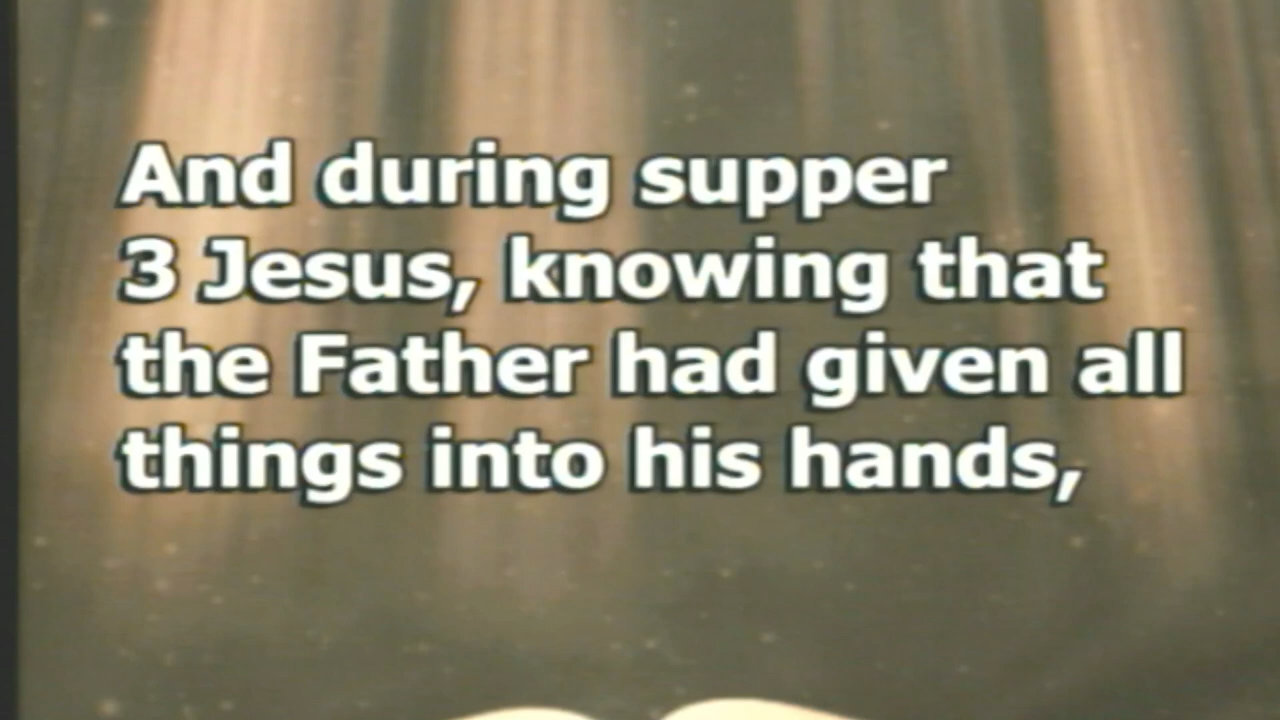 And during supper
3 Jesus, knowing that
the Father had given all
things into his hands,